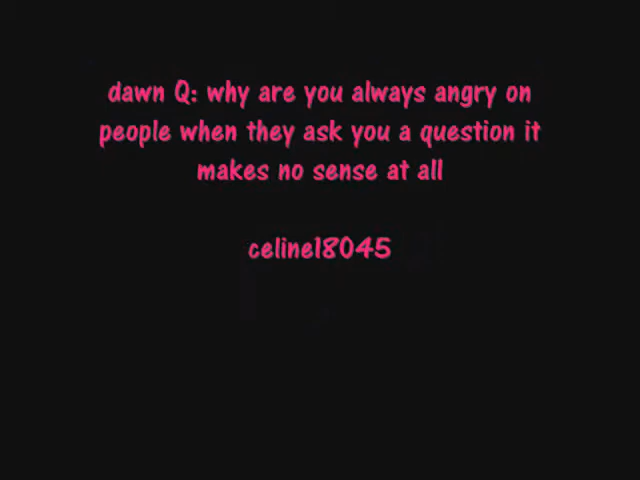 dawn Q: why are you always angry on
people when they ask you a question it
makes no sense at all
celine18045